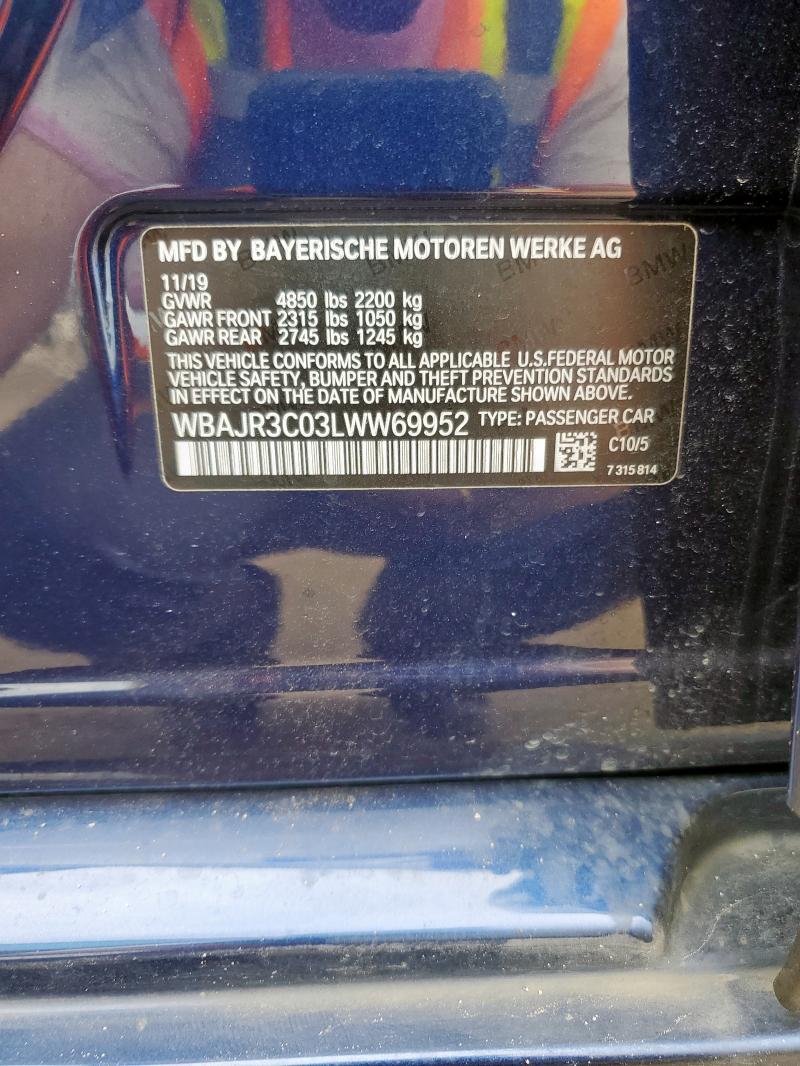 MFD BY BAYERISCHE MOTOREN WERKE AG
11/19
GVWR 4850 lbs 2200 kg
GAWR FRONT 2315 lbs 1050 kg
GAWR REAR 2745 lbs 1245 kg
THIS VEHICLE CONFORMS TO ALL APPLICABLE U.S.FEDERAL MOTOR
VEHICLE SAFETY, BUMPER AND THEFT PREVENTION STANDARDS
IN EFFECT ON THE DATE OF MANUFACTURE SHOWN ABOVE.
WBAJR3C03LWW69952 TYPE: PASSENGER CAR
C10/5
7 315 814